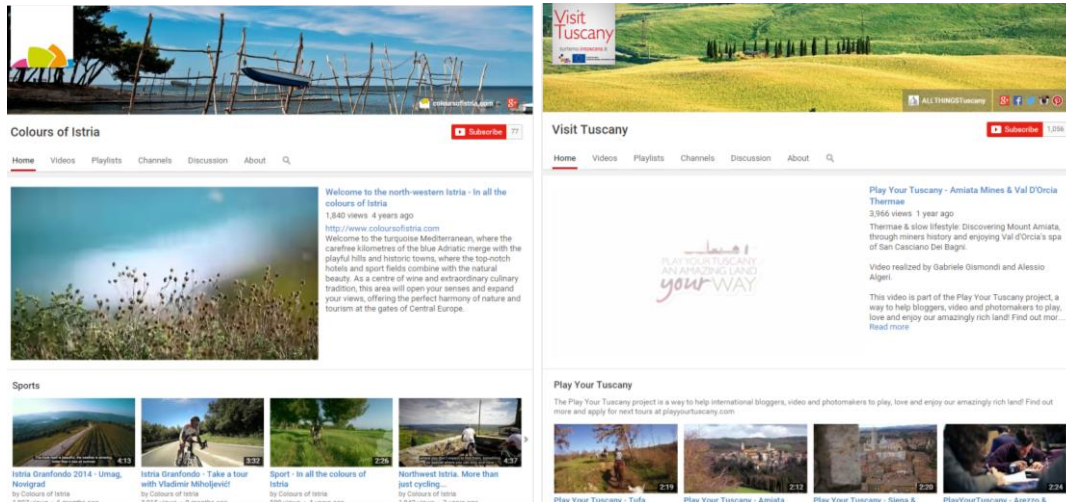 coloursofistria.com
Colours of Istria
Subscribe 77
Home Videos Playlists Channels Discussion About
Welcome to the north-western Istria - In all the
colours of Istria
1,840 views 4 years ago
http://www.coloursofistria.com
Welcome to the turquoise Mediterranean, where the
carefree kilometres of the blue Adriatic merge with the
playful hills and historic towns, where the top-notch
hotels and sport fields combine with the natural
beauty. As a centre of wine and extraordinary culinary
tradition, this area will open your senses and expand
your views, offering the perfect harmony of nature and
tourism at the gates of Central Europe.
Sports
4:13
3:32
2:26
4:37
Istria Granfondo 2014 - Umag,
Novigrad
by Colours of Istria
Istria Granfondo - Take a tour
with Vladimir Miholjević!
by Colours of Istria
Sport - In all the colours of
Istria
by Colours of Istria
Northwest Istria. More than
just cycling...
by Colours of Istria
Visit
Tuscany
ALLTHINGSTuscany
Visit Tuscany
Subscribe 1,056
Home Videos Playlists Channels Discussion About
PLAY YOUR TUSCANY
AN AMAZING LAND
your WAY
Play Your Tuscany - Amiata Mines & Val D'Orcia
Thermae
3,966 views 1 year ago
Thermae & slow lifestyle: Discovering Mount Amiata,
through miners history and enjoying Val d'Orcia's spa
of San Casciano Dei Bagni.
Video realized by Gabriele Gismondi and Alessio
Algeri.
This video is part of the Play Your Tuscany project, a
way to help bloggers, video and photomakers to play,
love and enjoy our amazingly rich land! Find out mor...
Read more
Play Your Tuscany
The Play Your Tuscany project is a way to help international bloggers, video and photomakers to play, love and enjoy our amazingly rich land! Find out
more and apply for next tours at playyourtuscany.com
2:19
2:12
2:20
2:24
Play Your Tuscany - Tufa
Play Your Tuscany - Amiata
PlayYourTuscany - Siena &
PlayYourTuscany - Arezzo &